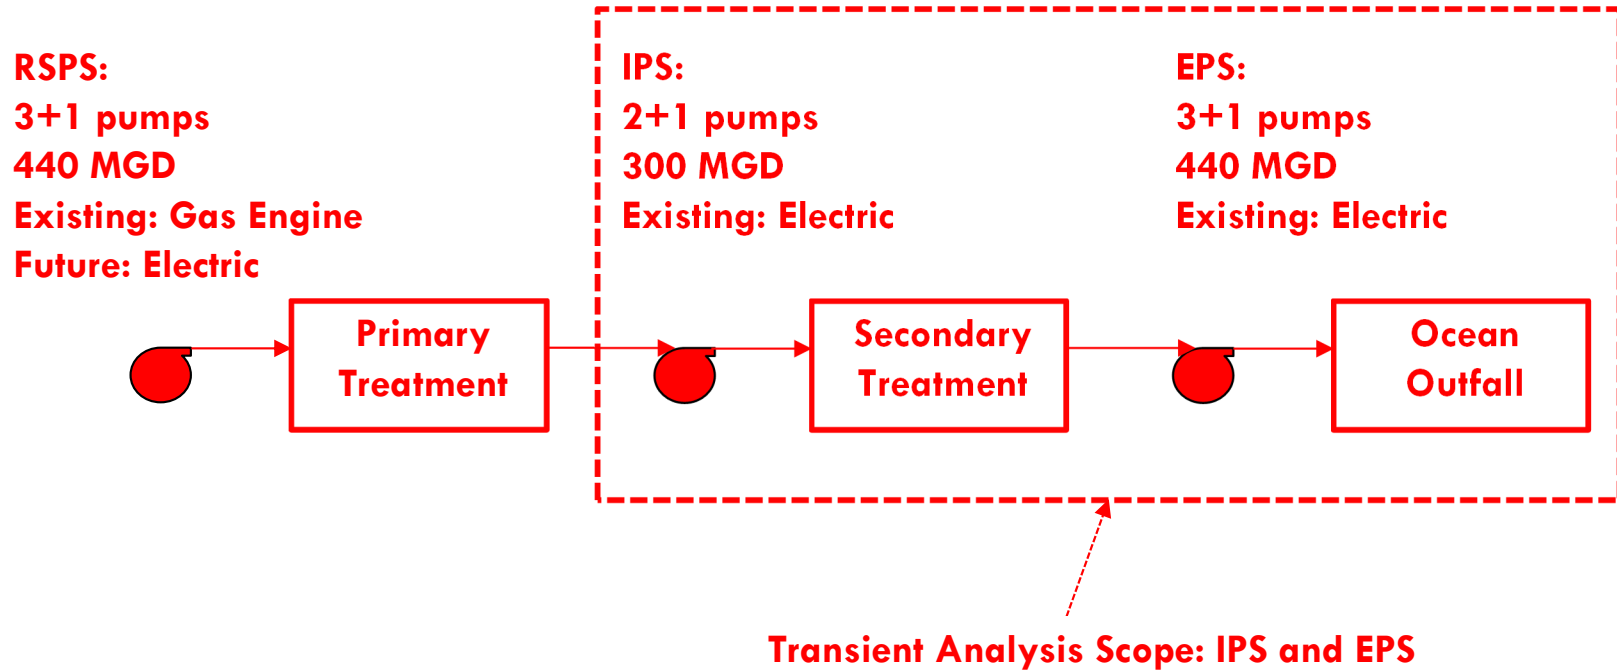 RSPS:
3+1 pumps
440 MGD
Existing: Gas Engine
Future: Electric
IPS:
2+1 pumps
300 MGD
Existing: Electric
EPS:
3+1 pumps
440 MGD
Existing: Electric
Primary
Treatment
Secondary
Treatment
Ocean
Outfall
Transient Analysis Scope: IPS and EPS